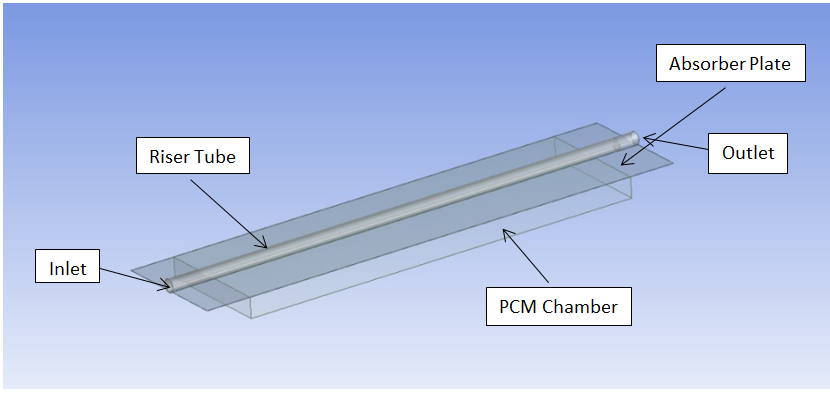 Absorber Plate
Riser Tube
Outlet
Inlet
PCM Chamber